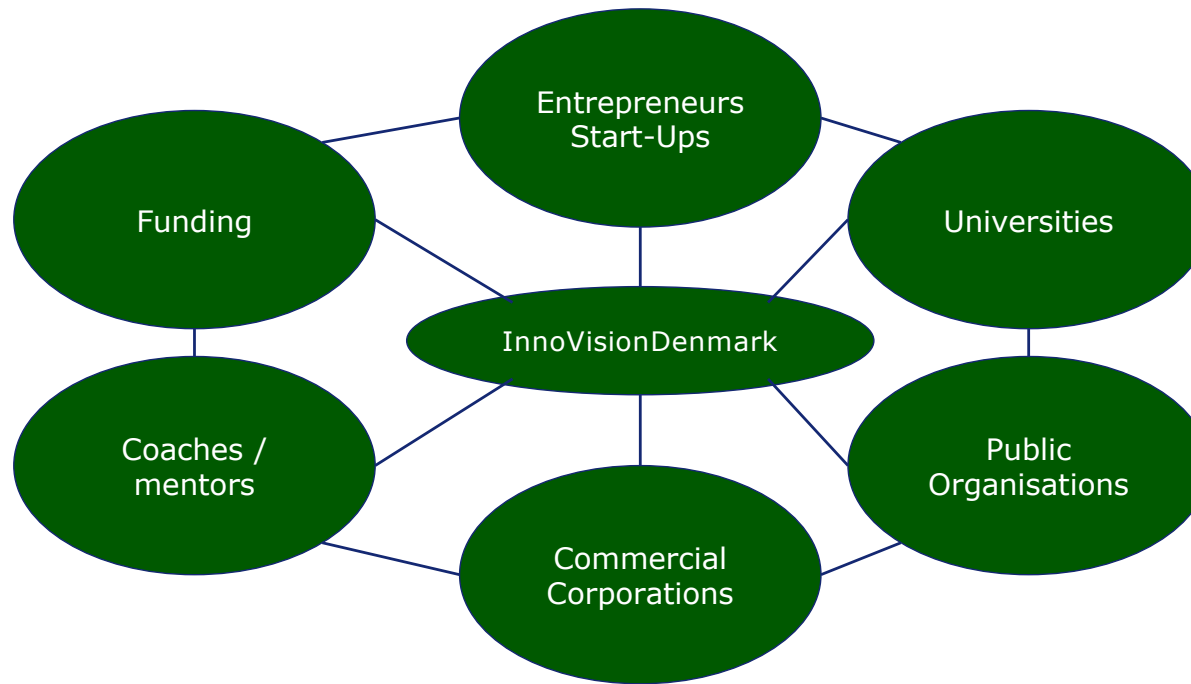 Entrepreneurs
Start-Ups
Funding
Universities
InnoVisionDenmark
Coaches /
mentors
Public
Organisations
Commercial
Corporations